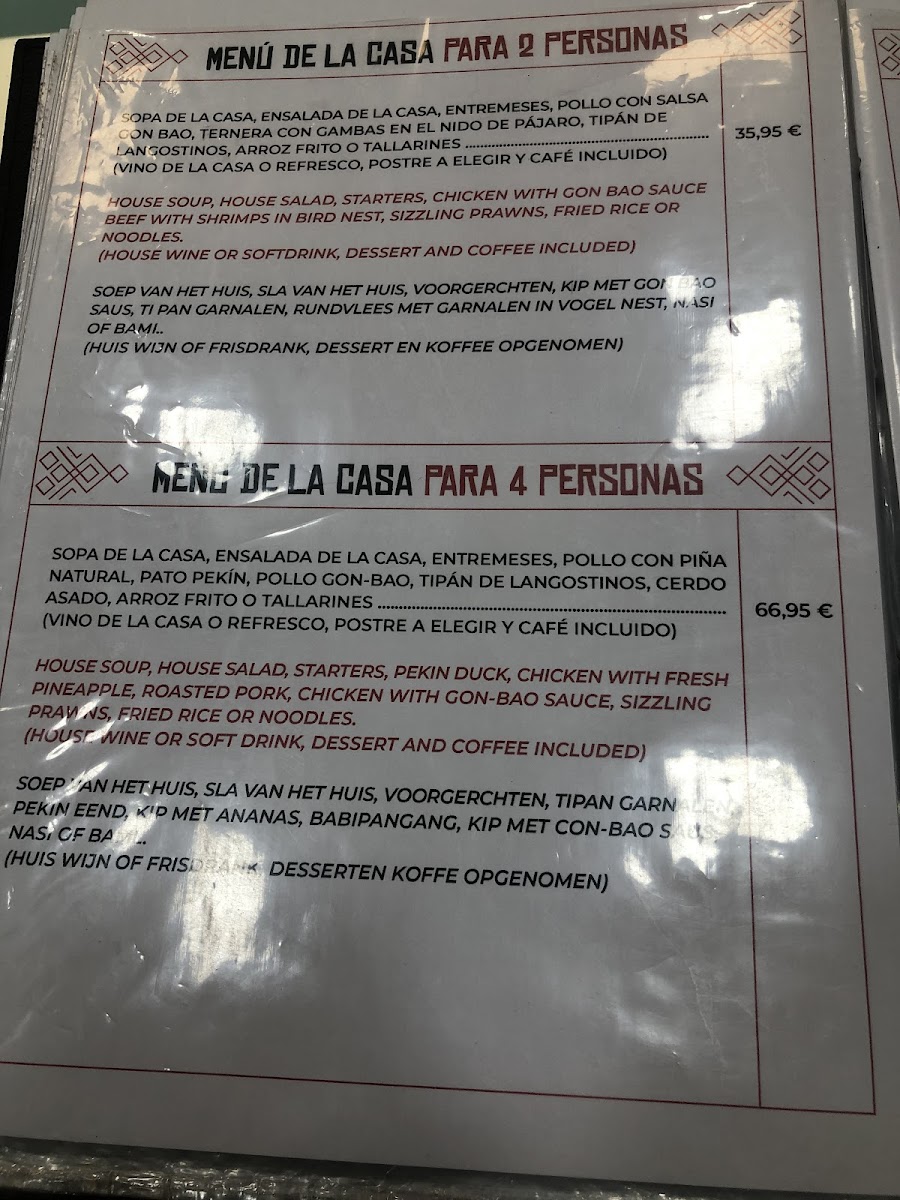 MENÚ DE LA CASA PARA 2 PERSONAS
SOPA DE LA CASA, ENSALADA DE LA CASA, ENTREMESES, POLLO CON SALSA
GON BAO, TERNERA CON GAMBAS EN EL NIDO DE PÁJARO, TIPÁN DE
LANGOSTINOS, ARROZ FRITO O TALLARINES ........................................................ 35,95 €
(VINO DE LA CASA O REFRESCO, POSTRE A ELEGIR Y CAFÉ INCLUIDO)
HOUSE SOUP, HOUSE SALAD, STARTERS, CHICKEN WITH GON BAO SAUCE
BEEF WITH SHRIMPS IN BIRD NEST, SIZZLING PRAWNS, FRIED RICE OR
NOODLES.
(HOUSE WINE OR SOFTDRINK, DESSERT AND COFFEE INCLUDED)
SOEP VAN HET HUIS, SLA VAN HET HUIS, VOORGERCHTEN, KIP MET GON BAO
SAUS, TI PAN GARNALEN, RUNDVLEES MET GARNALEN IN VOGEL NEST, NASI
OF BAMI..
(HUIS WIJN OF FRISDRANK, DESSERT EN KOFFEE OPGENOMEN)
MENÚ DE LA CASA PARA 4 PERSONAS
SOPA DE LA CASA, ENSALADA DE LA CASA, ENTREMESES, POLLO CON PIÑA
NATURAL, PATO PEKÍN, POLLO GON-BAO, TIPÁN DE LANGOSTINOS, CERDO
ASADO, ARROZ FRITO O TALLARINES ................................................................................ 66,95 €
(VINO DE LA CASA O REFRESCO, POSTRE A ELEGIR Y CAFÉ INCLUIDO)
HOUSE SOUP, HOUSE SALAD, STARTERS, PEKIN DUCK, CHICKEN WITH FRESH
PINEAPPLE, ROASTED PORK, CHICKEN WITH GON-BAO SAUCE, SIZZLING
PRAWNS, FRIED RICE OR NOODLES.
(HOUSE WINE OR SOFT DRINK, DESSERT AND COFFEE INCLUDED)
SOEP VAN HET HUIS, SLA VAN HET HUIS, VOORGERCHTEN, TIPAN GARNALEN,
PEKIN EEND, KIP MET ANANAS, BABIPANGANG, KIP MET CON-BAO SAUS,
NASI OF BAMI..
(HUIS WIJN OF FRISDRANK, DESSERTEN KOFFE OPGENOMEN)